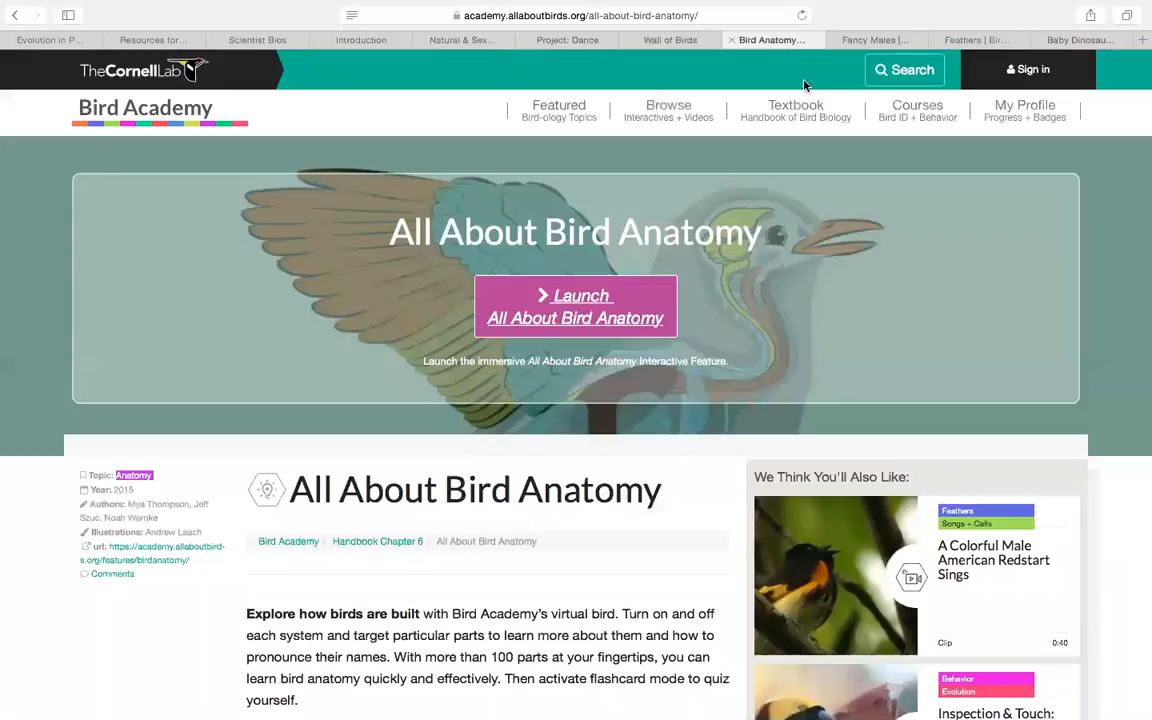 academy.allaboutbirds.org/all-about-bird-anatomy/
Evolution in P...
Resources for...
Scientist Bios
Introduction
Natural & Sex...
Project: Dance
Wall of Birds
Bird Anatomy...
Fancy Males |...
Feathers | Bir...
Baby Dinosau...
TheCornellLab
Search
Sign in
Bird Academy
Featured
Bird-ology Topics
Browse
Interactives + Videos
Textbook
Handbook of Bird Biology
Courses
Bird ID + Behavior
My Profile
Progress + Badges
All About Bird Anatomy
Launch
All About Bird Anatomy
Launch the immersive All About Bird Anatomy Interactive Feature.
Topic: Anatomy
Year: 2015
Authors: Mya Thompson, Jeff
Szuc, Noah Warnke
Illustrations: Andrew Leach
url: https://academy.allaboutbird-
s.org/features/birdanatomy/
Comments
All About Bird Anatomy
Bird Academy / Handbook Chapter 6 / All About Bird Anatomy
Explore how birds are built with Bird Academy's virtual bird. Turn on and off
each system and target particular parts to learn more about them and how to
pronounce their names. With more than 100 parts at your fingertips, you can
learn bird anatomy quickly and effectively. Then activate flashcard mode to quiz
yourself.
We Think You'll Also Like:
Feathers
Songs + Calls
A Colorful Male
American Redstart
Sings
Clip 0:40
Behavior
Evolution
Inspection & Touch: